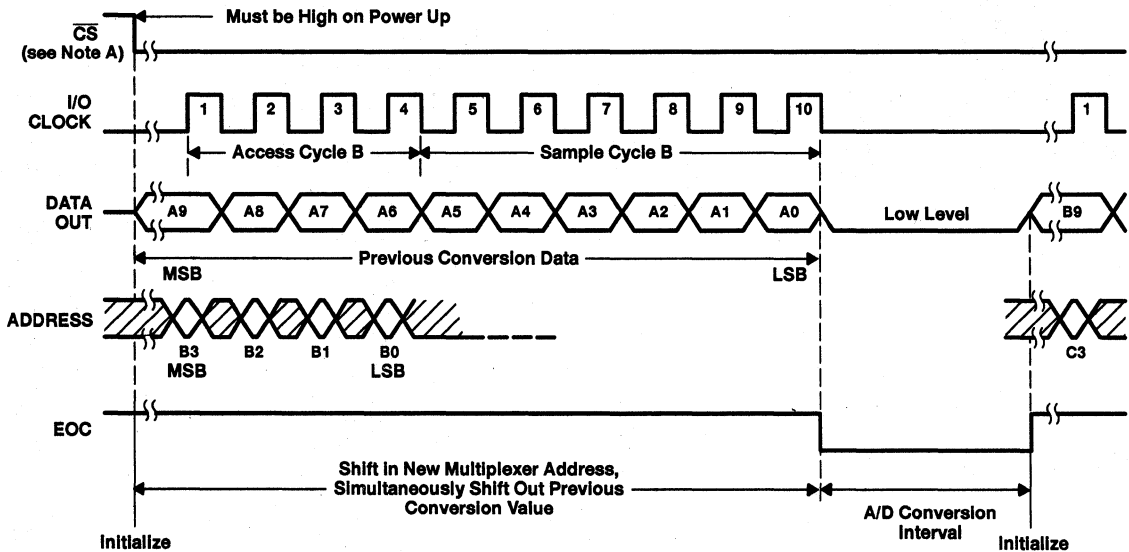 Must be High on Power Up
CS
(see Note A)
I/O
CLOCK
1 2 3 4 5 6 7 8 9 10 1
Access Cycle B
Sample Cycle B
DATA
OUT
A9 A8 A7 A6 A5 A4 A3 A2 A1 A0 Low Level B9
Previous Conversion Data
MSB LSB
ADDRESS
B3 B2 B1 B0 C3
MSB LSB
EOC
Shift in New Multiplexer Address,
Simultaneously Shift Out Previous
Conversion Value
A/D Conversion
Interval
Initialize Initialize